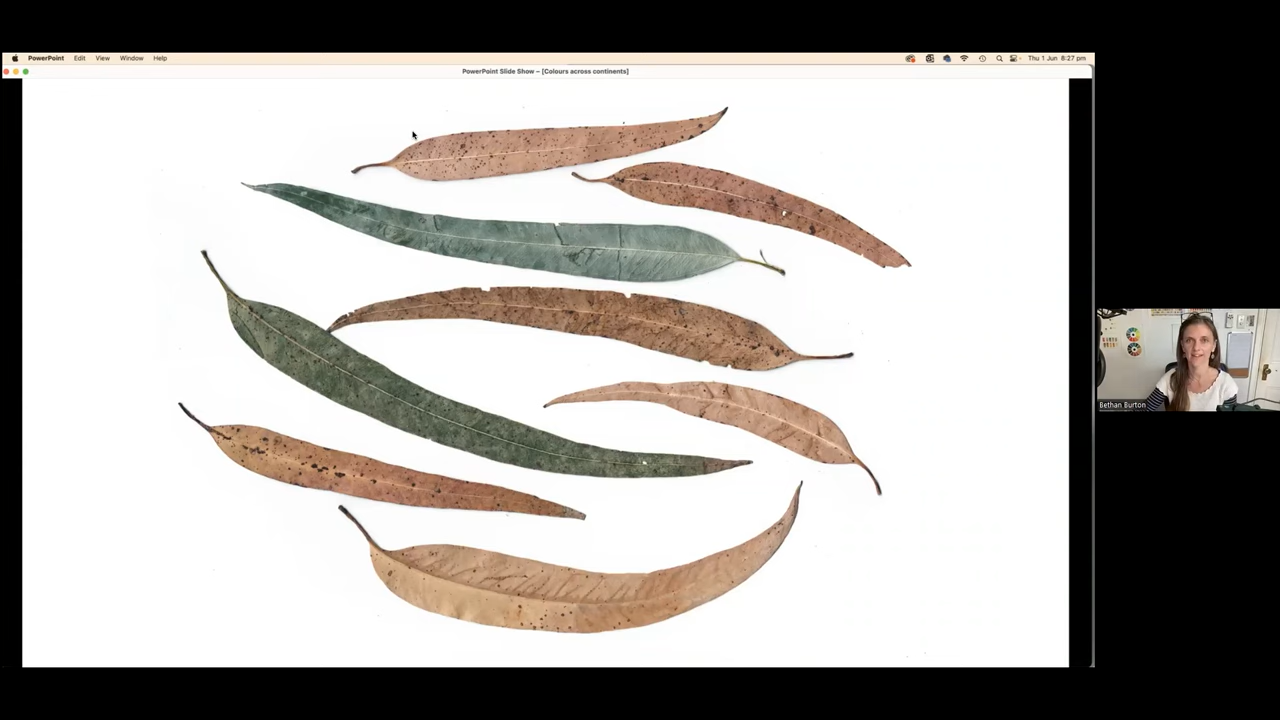 PowerPoint Edit View Window Help Thu 1 Jun 8:27 pm
PowerPoint Slide Show – [Colours across continents]
Bethan Burton